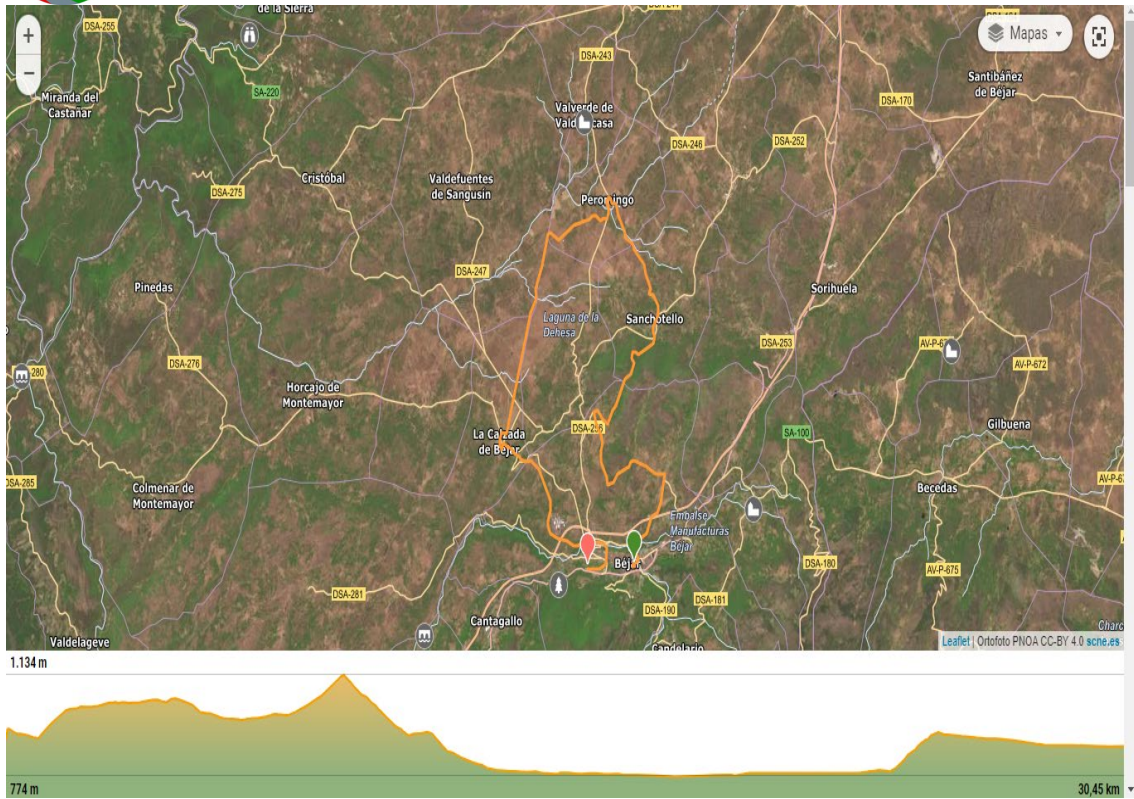 de la Sierra
DSA-255
DSA-243
Mapas
SA-220
Miranda del
Castañar
Santibáñez
de Béjar
DSA-170
Valverde de
DSA-246
DSA-252
Cristóbal
Valdefuentes
de Sangusín
DSA-275
DSA-247
Pinedas
Sorihuela
Laguna de la
Dehesa
Sanchotello
DSA-253
AV-P-672
DSA-276
-280
Horcajo de
Montemayor
La Calzada
de Béjar
SA-100
Gilbuena
DSA-285
Colmenar de
Montemayor
Becedas
Embalse
Manufacturas
Béjar
DSA-180
AV-P-675
DSA-281
DSA-190
DSA-181
Cantagallo
Valdelageve
Candelario
Leaflet | Ortofoto PNOA CC-BY 4.0 scne.es
1.134 m
774 m
30,45 km